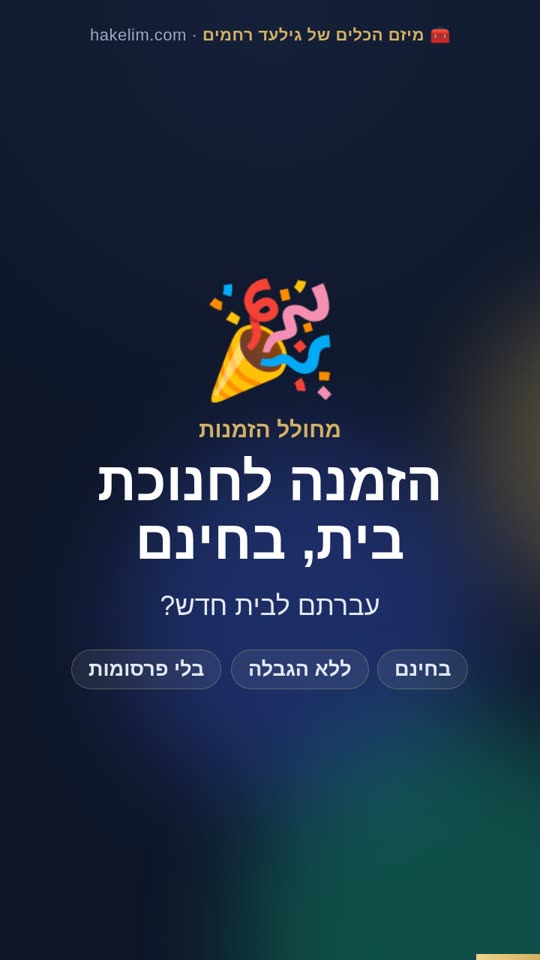 🧰 מיזם הכלים של גילעד רחמים · hakelim.com
מחולל הזמנות
הזמנה לחנוכת
בית, בחינם
עברתם לבית חדש?
בחינם
ללא הגבלה
בלי פרסומות